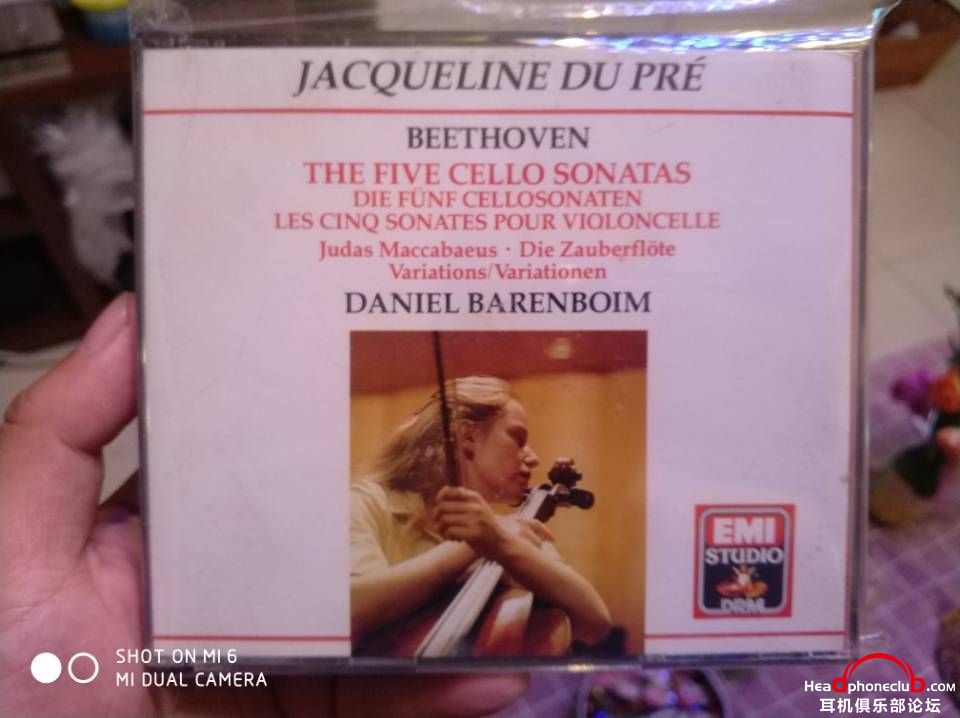 JACQUELINE DU PRÉ
BEETHOVEN
THE FIVE CELLO SONATAS
DIE FÜNF CELLOSONATEN
LES CINQ SONATES POUR VIOLONCELLE
Judas Maccabaeus · Die Zauberflöte
Variations/Variationen
DANIEL BARENBOIM
EMI
STUDIO
DRM
SHOT ON MI 6
MI DUAL CAMERA
Headphoneclub.com
耳机俱乐部论坛